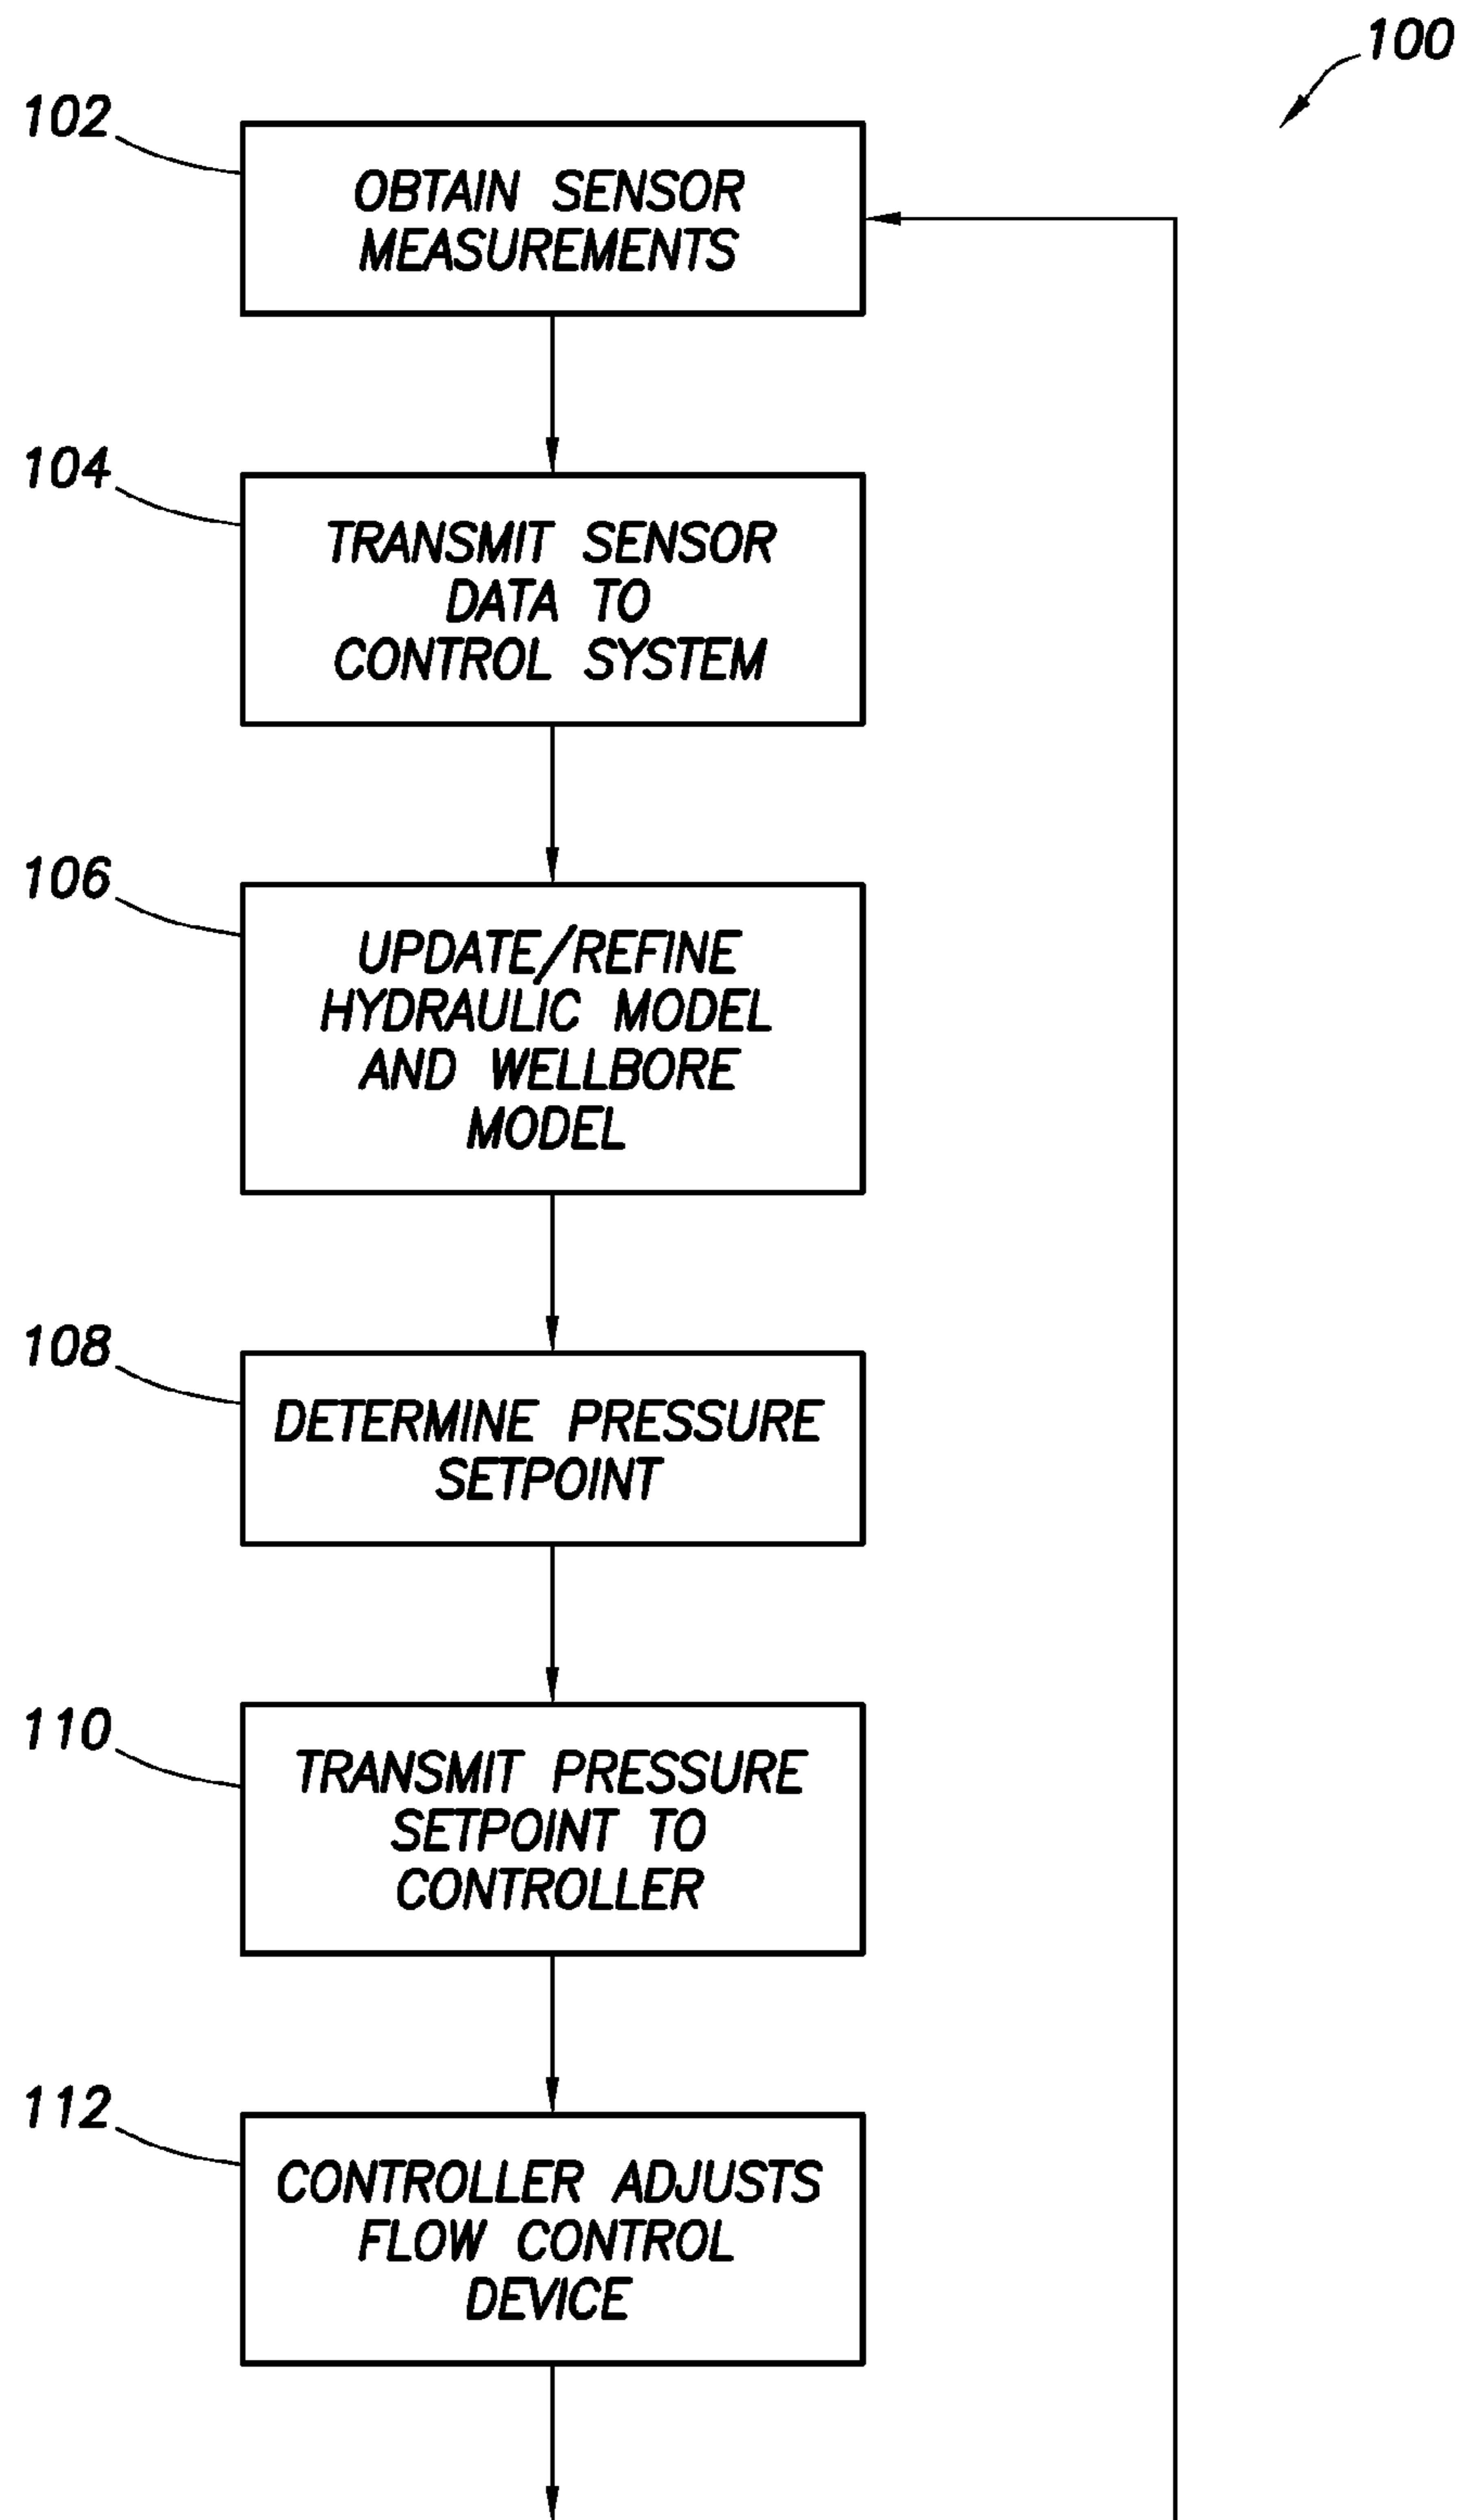 100
102
OBTAIN SENSOR
MEASUREMENTS
104
TRANSMIT SENSOR
DATA TO
CONTROL SYSTEM
106
UPDATE/REFINE
HYDRAULIC MODEL
AND WELLBORE
MODEL
108
DETERMINE PRESSURE
SETPOINT
110
TRANSMIT PRESSURE
SETPOINT TO
CONTROLLER
112
CONTROLLER ADJUSTS
FLOW CONTROL
DEVICE